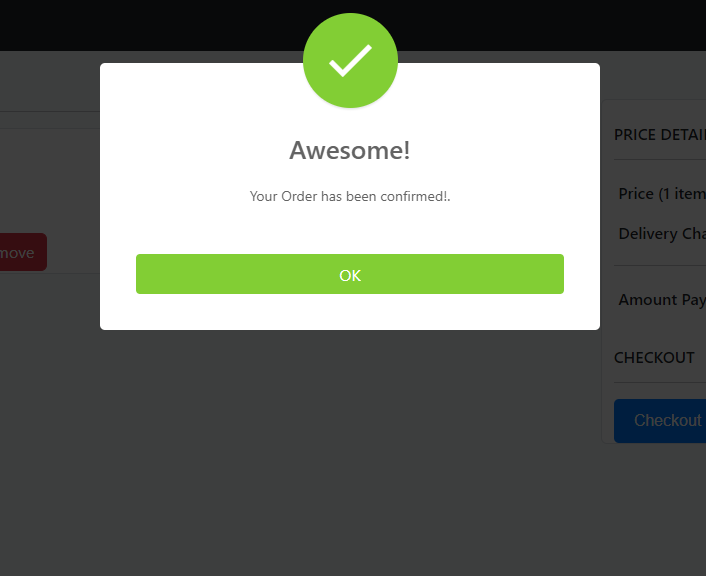 Awesome!
Your Order has been confirmed!.
OK
move
PRICE DETAI
Price (1 item
Delivery Cha
Amount Pay
CHECKOUT
Checkout